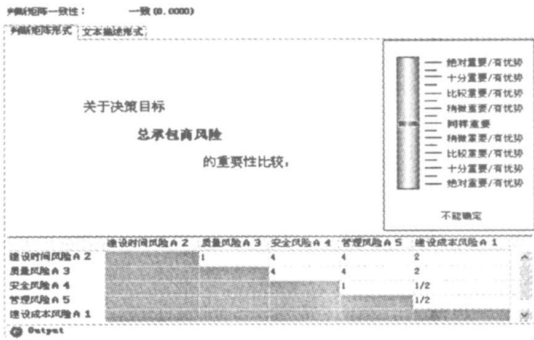 判断矩阵一致性： 一致(0.0000)
判断矩阵形式 文本描述形式
关于决策目标
总承包商风险
的重要性比较：
绝对重要/有优势
十分重要/有优势
比较重要/有优势
稍微重要/有优势
同样重要
稍微重要/有优势
比较重要/有优势
十分重要/有优势
绝对重要/有优势
不能确定
建设时间风险A 2 质量风险A 3 安全风险A 4 管理风险A 5 建设成本风险A 1
建设时间风险A 2 1 4 4 2
质量风险A 3 4 4 2
安全风险A 4 1 1/2
管理风险A 5 1/2
建设成本风险A 1
Output